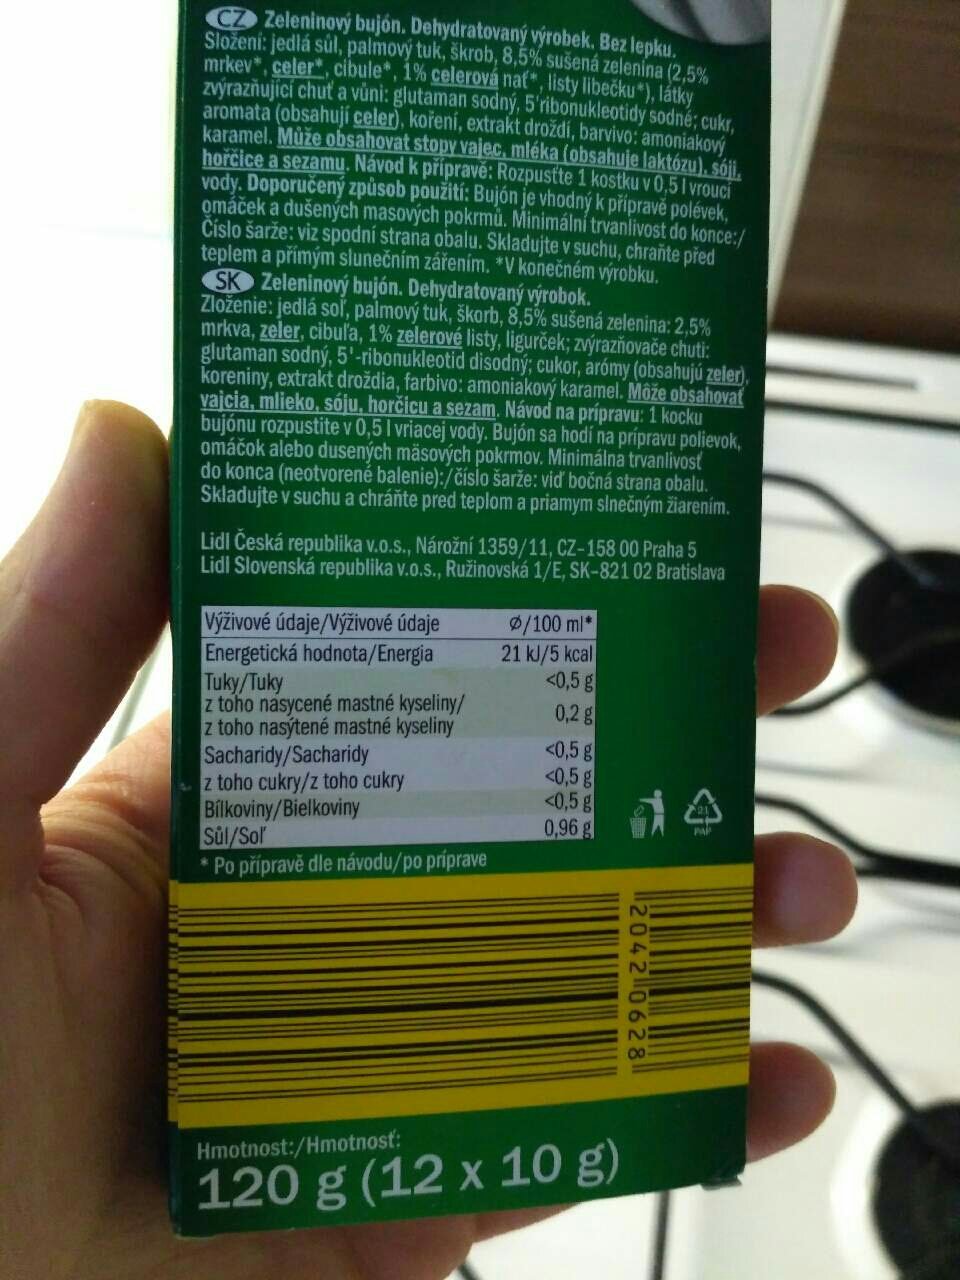 CZ Zeleninový bujón. Dehydratovaný výrobek. Bez lepku.
Složení: jedlá sůl, palmový tuk, škrob, 8,5% sušená zelenina (2,5%
mrkev*, celer*, cibule*, 1% celerová nať*, listy libečku*), látky
zvýrazňující chuť a vůni: glutaman sodný, 5'ribonukleotidy sodné; cukr,
aromata (obsahují celer), koření, extrakt droždí, barvivo: amoniakový
karamel. Může obsahovat stopy vajec, mléka (obsahuje laktózu), sóji,
hořčice a sezamu. Návod k přípravě: Rozpusťte 1 kostku v 0,5 l vroucí
vody. Doporučený způsob použití: Bujón je vhodný k přípravě polévek,
omáček a dušených masových pokrmů. Minimální trvanlivost do konce:/
Číslo šarže: viz spodní strana obalu. Skladujte v suchu, chraňte před
teplem a přímým slunečním zářením. *V konečném výrobku.
SK Zeleninový bujón. Dehydratovaný výrobok.
Zloženie: jedlá soľ, palmový tuk, škorb, 8,5% sušená zelenina: 2,5%
mrkva, zeler, cibuľa, 1% zelerové listy, ligurček; zvýrazňovače chuti:
glutaman sodný, 5'-ribonukleotid disodný; cukor, arómy (obsahujú zeler),
koreniny, extrakt droždia, farbivo: amoniakový karamel. Môže obsahovať
vajcia, mlieko, sóju, horčicu a sezam. Návod na prípravu: 1 kocku
bujónu rozpustite v 0,5 l vriacej vody. Bujón sa hodí na prípravu polievok,
omáčok alebo dusených mäsových pokrmov. Minimálna trvanlivosť
do konca (neotvorené balenie):/číslo šarže: viď bočná strana obalu.
Skladujte v suchu a chráňte pred teplom a priamym slnečným žiarením.
Lidl Česká republika v.o.s., Nárožní 1359/11, CZ-158 00 Praha 5
Lidl Slovenská republika v.o.s., Ružinovská 1/E, SK-821 02 Bratislava
Výživové údaje/Výživové údaje ø/100 ml*
Energetická hodnota/Energia 21 kJ/5 kcal
Tuky/Tuky <0,5 g
z toho nasycené mastné kyseliny/
z toho nasýtené mastné kyseliny 0,2 g
Sacharidy/Sacharidy <0,5 g
z toho cukry/z toho cukry <0,5 g
Bílkoviny/Bielkoviny <0,5 g
Sůl/Soľ 0,96 g
* Po přípravě dle návodu/po príprave
21
PAP
2042 0628
Hmotnost:/Hmotnosť:
120 g (12 x 10 g)